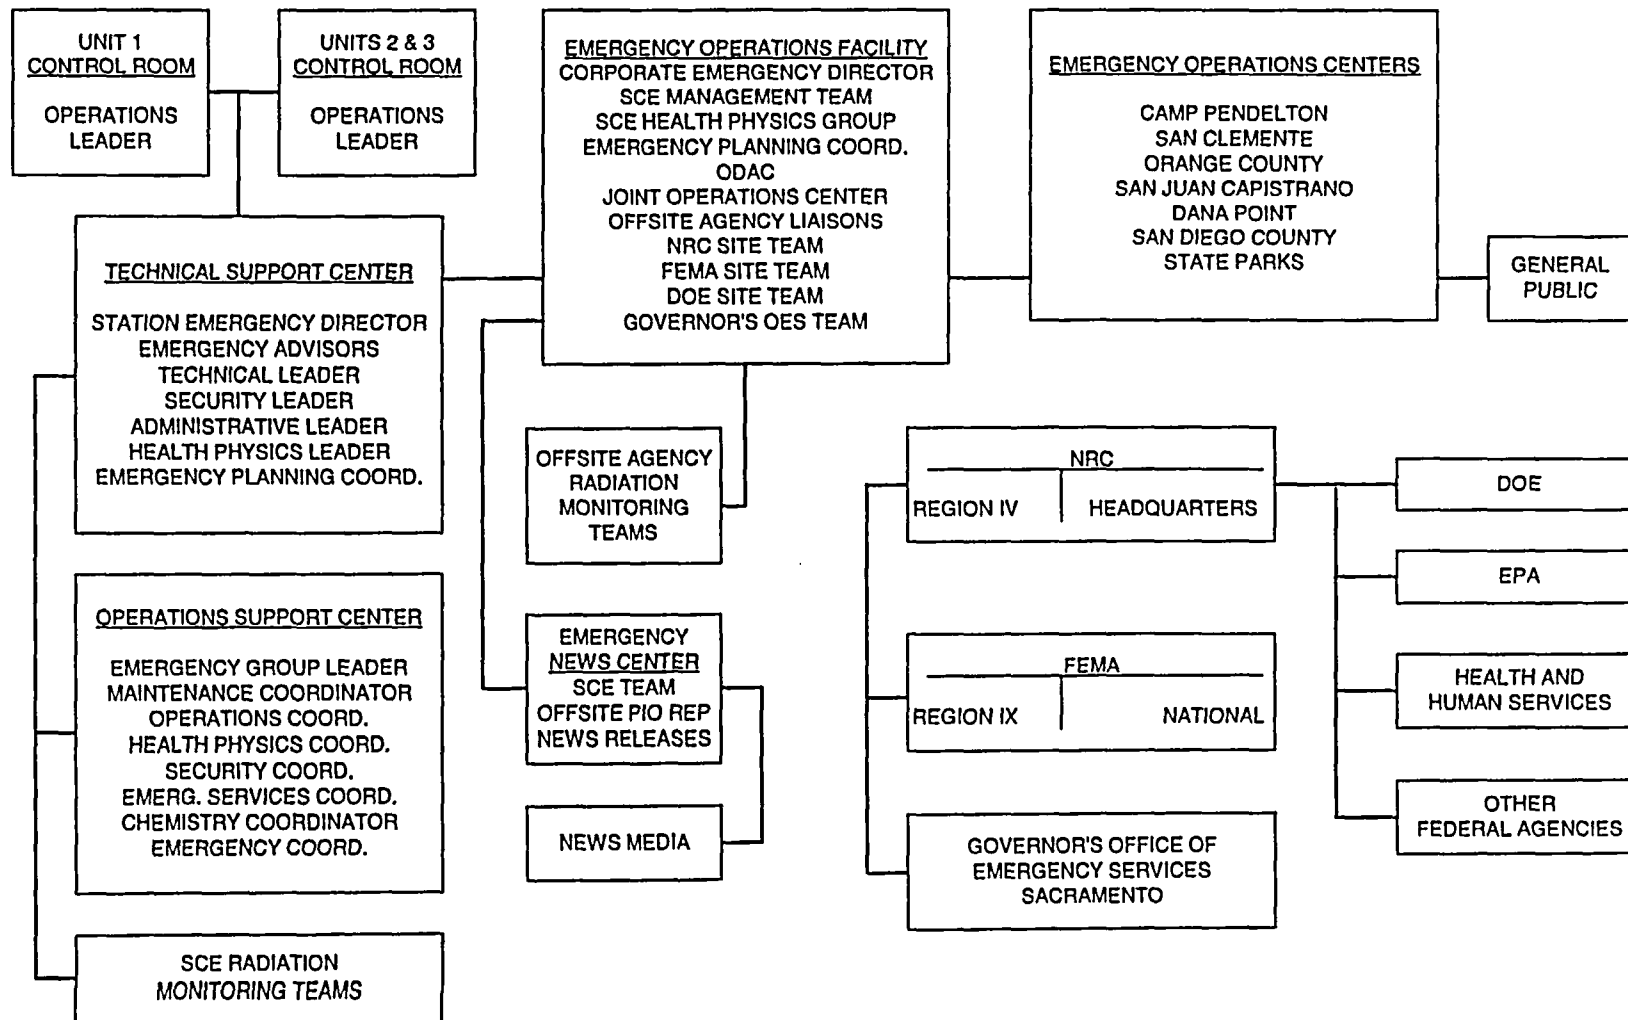 UNIT 1
CONTROL ROOM
OPERATIONS
LEADER
UNITS 2 & 3
CONTROL ROOM
OPERATIONS
LEADER
EMERGENCY OPERATIONS FACILITY
CORPORATE EMERGENCY DIRECTOR
SCE MANAGEMENT TEAM
SCE HEALTH PHYSICS GROUP
EMERGENCY PLANNING COORD.
ODAC
JOINT OPERATIONS CENTER
OFFSITE AGENCY LIAISONS
NRC SITE TEAM
FEMA SITE TEAM
DOE SITE TEAM
GOVERNOR'S OES TEAM
EMERGENCY OPERATIONS CENTERS
CAMP PENDELTON
SAN CLEMENTE
ORANGE COUNTY
SAN JUAN CAPISTRANO
DANA POINT
SAN DIEGO COUNTY
STATE PARKS
GENERAL
PUBLIC
TECHNICAL SUPPORT CENTER
STATION EMERGENCY DIRECTOR
EMERGENCY ADVISORS
TECHNICAL LEADER
SECURITY LEADER
ADMINISTRATIVE LEADER
HEALTH PHYSICS LEADER
EMERGENCY PLANNING COORD.
OFFSITE AGENCY
RADIATION
MONITORING
TEAMS
NRC
REGION IV HEADQUARTERS
DOE
EPA
OPERATIONS SUPPORT CENTER
EMERGENCY GROUP LEADER
MAINTENANCE COORDINATOR
OPERATIONS COORD.
HEALTH PHYSICS COORD.
SECURITY COORD.
EMERG. SERVICES COORD.
CHEMISTRY COORDINATOR
EMERGENCY COORD.
EMERGENCY
NEWS CENTER
SCE TEAM
OFFSITE PIO REP
NEWS RELEASES
FEMA
REGION IX NATIONAL
HEALTH AND
HUMAN SERVICES
NEWS MEDIA
GOVERNOR'S OFFICE OF
EMERGENCY SERVICES
SACRAMENTO
OTHER
FEDERAL AGENCIES
SCE RADIATION
MONITORING TEAMS